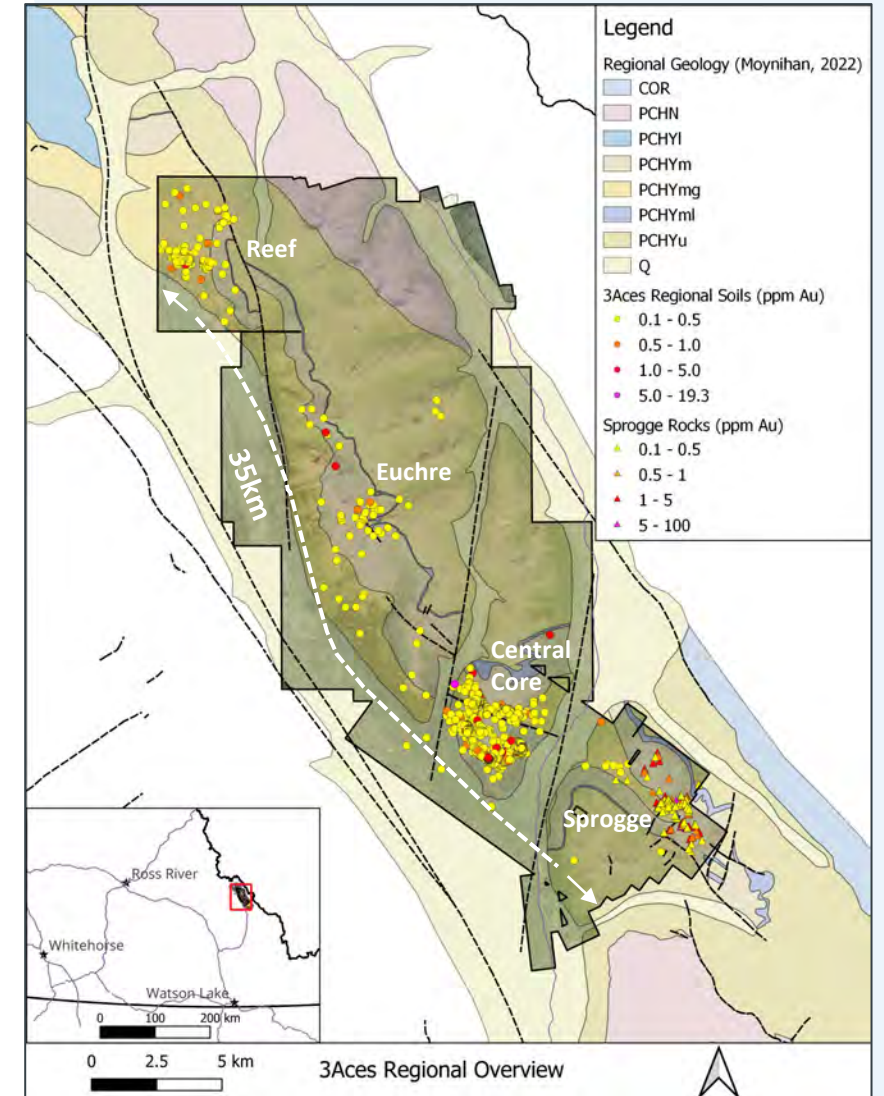 Legend
Regional Geology (Moynihan, 2022)
COR
PCHN
PCHYl
PCHYm
PCHYmg
PCHYml
PCHYu
Q
3Aces Regional Soils (ppm Au)
0.1 - 0.5
0.5 - 1.0
1.0 - 5.0
5.0 - 19.3
Sprogge Rocks (ppm Au)
0.1 - 0.5
0.5 - 1
1 - 5
5 - 100
Reef
Euchre
35km
Central
Core
Sprogge
Ross River
Whitehorse
Watson Lake
0 100 200 km
0 2.5 5 km
3Aces Regional Overview